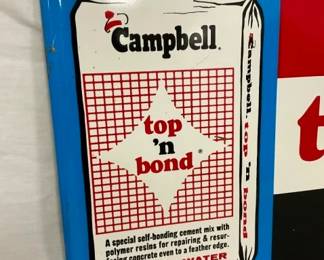 Campbell.
top
'n
bond®
A special self-bonding cement mix with
polymer resins for repairing & resur-
facing concrete even to a feather edge.
WATER
Campbell. top 'n bond